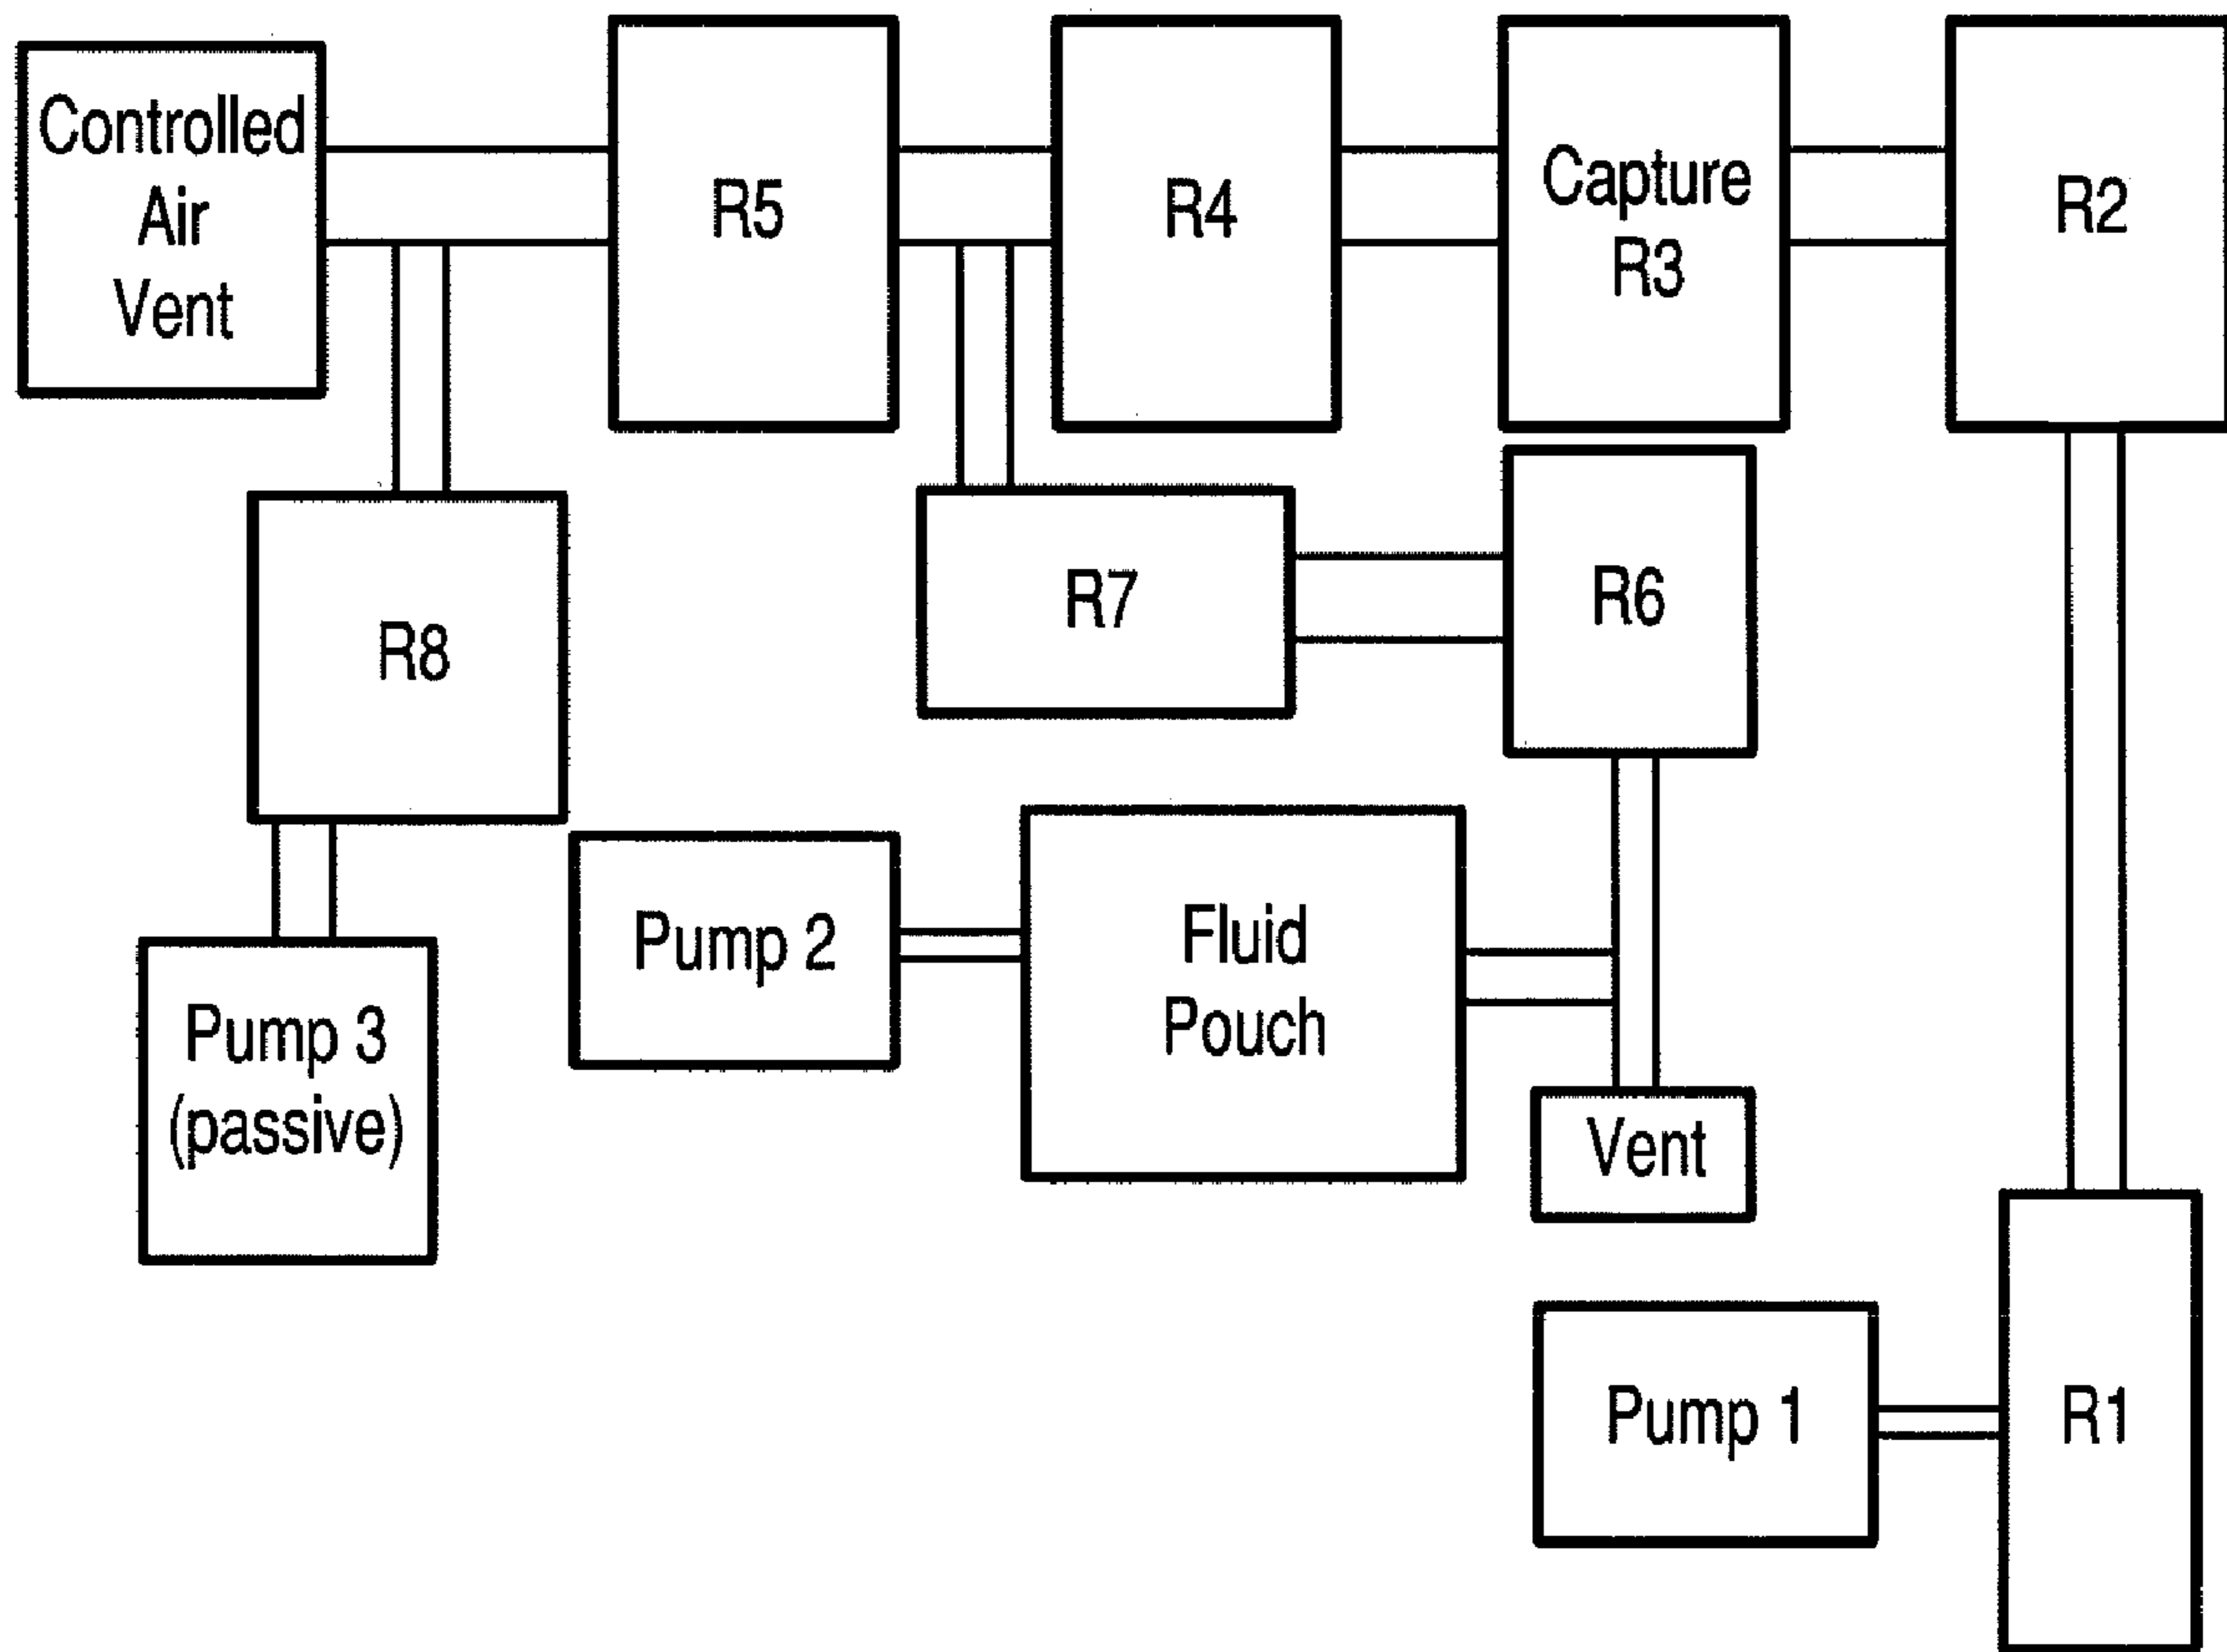 Controlled
Air
Vent
R5
R4
Capture
R3
R2
R8
R7
R6
Pump 2
Fluid
Pouch
Pump 3
(passive)
Vent
Pump 1
R1